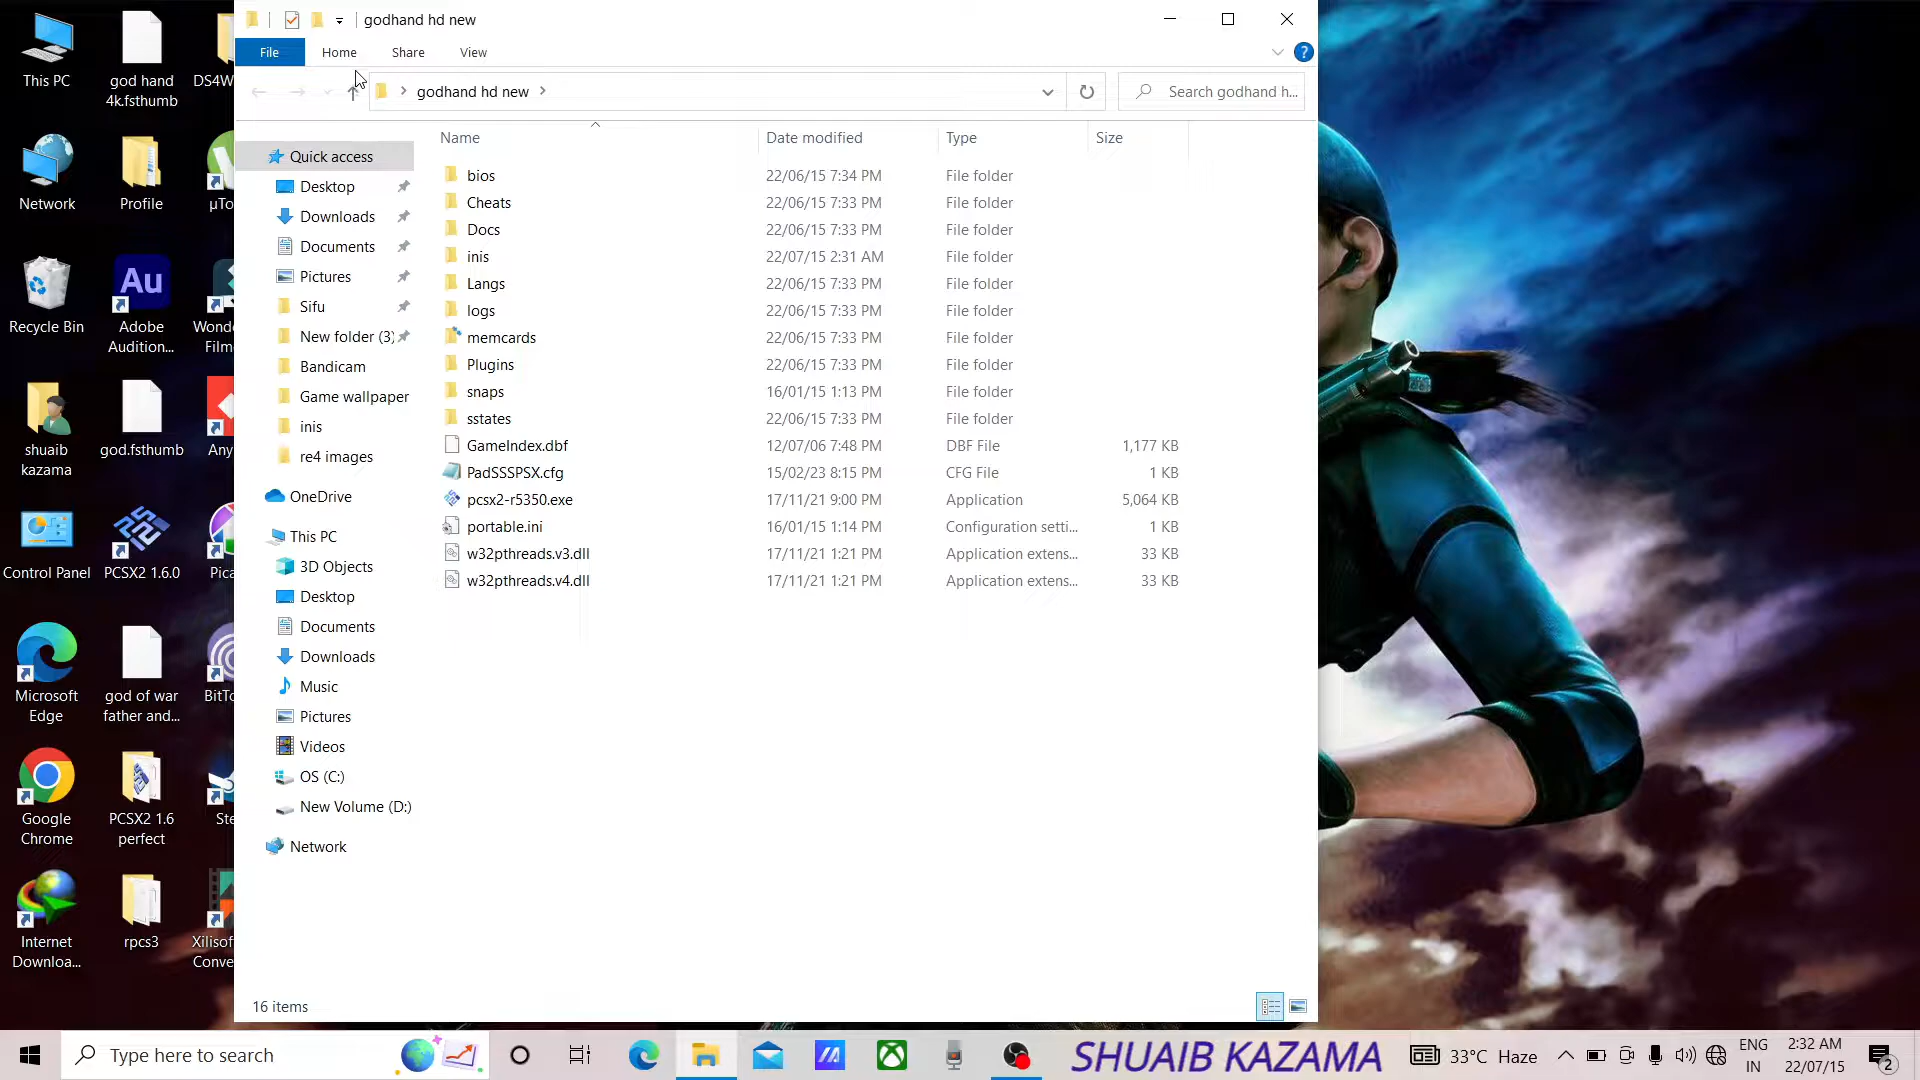 godhand hd new
File
Home
Share
View
godhand hd new
Search godhand h...
Name
Date modified
Type
Size
bios 22/06/15 7:34 PM File folder
Cheats 22/06/15 7:33 PM File folder
Docs 22/06/15 7:33 PM File folder
inis 22/07/15 2:31 AM File folder
Langs 22/06/15 7:33 PM File folder
logs 22/06/15 7:33 PM File folder
memcards 22/06/15 7:33 PM File folder
Plugins 22/06/15 7:33 PM File folder
snaps 16/01/15 1:13 PM File folder
sstates 22/06/15 7:33 PM File folder
GameIndex.dbf 12/07/06 7:48 PM DBF File 1,177 KB
PadSSSPSX.cfg 15/02/23 8:15 PM CFG File 1 KB
pcsx2-r5350.exe 17/11/21 9:00 PM Application 5,064 KB
portable.ini 16/01/15 1:14 PM Configuration setti... 1 KB
w32pthreads.v3.dll 17/11/21 1:21 PM Application extens... 33 KB
w32pthreads.v4.dll 17/11/21 1:21 PM Application extens... 33 KB
Quick access
Desktop
Downloads
Documents
Pictures
Sifu
New folder (3)
Bandicam
Game wallpaper
inis
re4 images
OneDrive
This PC
3D Objects
Desktop
Documents
Downloads
Music
Pictures
Videos
OS (C:)
New Volume (D:)
Network
16 items
This PC
god hand
4k.fsthumb
DS4W
Network
Profile
µTo
Recycle Bin
Au
Adobe
Audition...
Wond
Film
shuaib
kazama
god.fsthumb
Any
Control Panel
PCSX2 1.6.0
Pica
Microsoft
Edge
god of war
father and...
BitTo
Google
Chrome
PCSX2 1.6
perfect
Ste
Internet
Downloa...
rpcs3
Xilisof
Conve
Type here to search
SHUAIB KAZAMA
33°C Haze
ENG
IN
2:32 AM
22/07/15
2